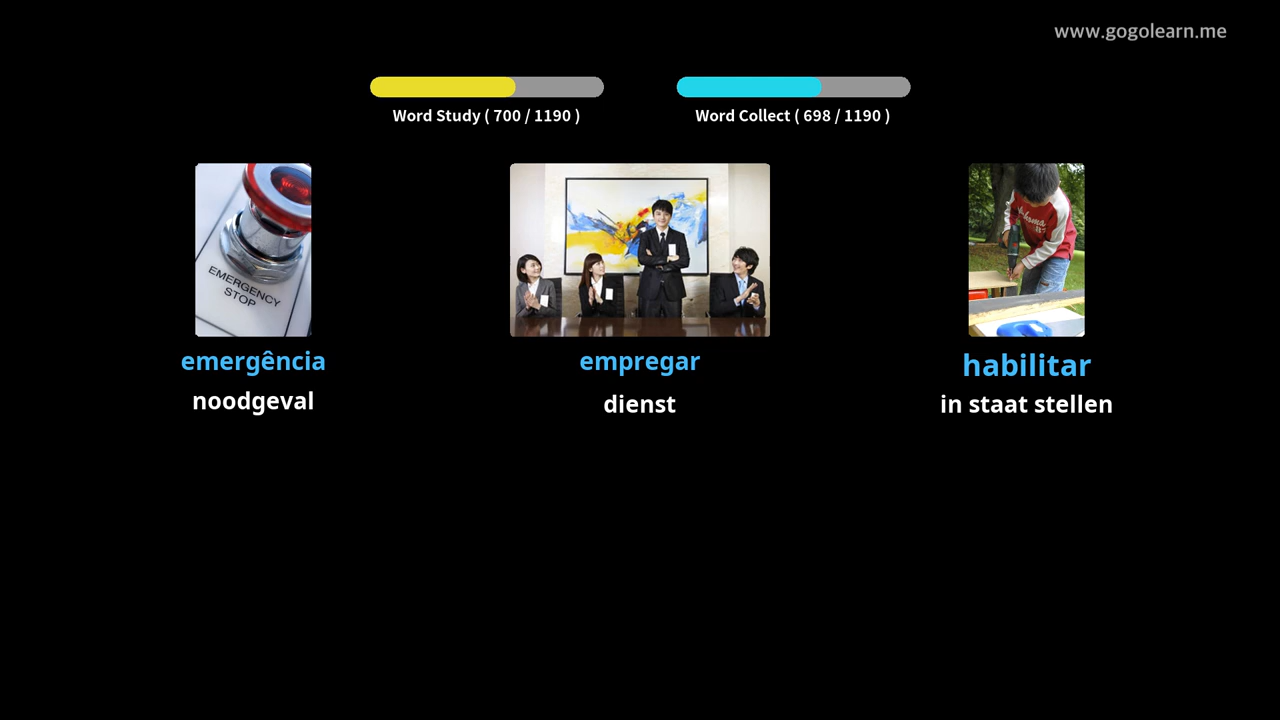 www.gogolearn.me
Word Study ( 700 / 1190 )
Word Collect ( 698 / 1190 )
EMERGENCY
STOP
emergência
empregar
habilitar
noodgeval
dienst
in staat stellen